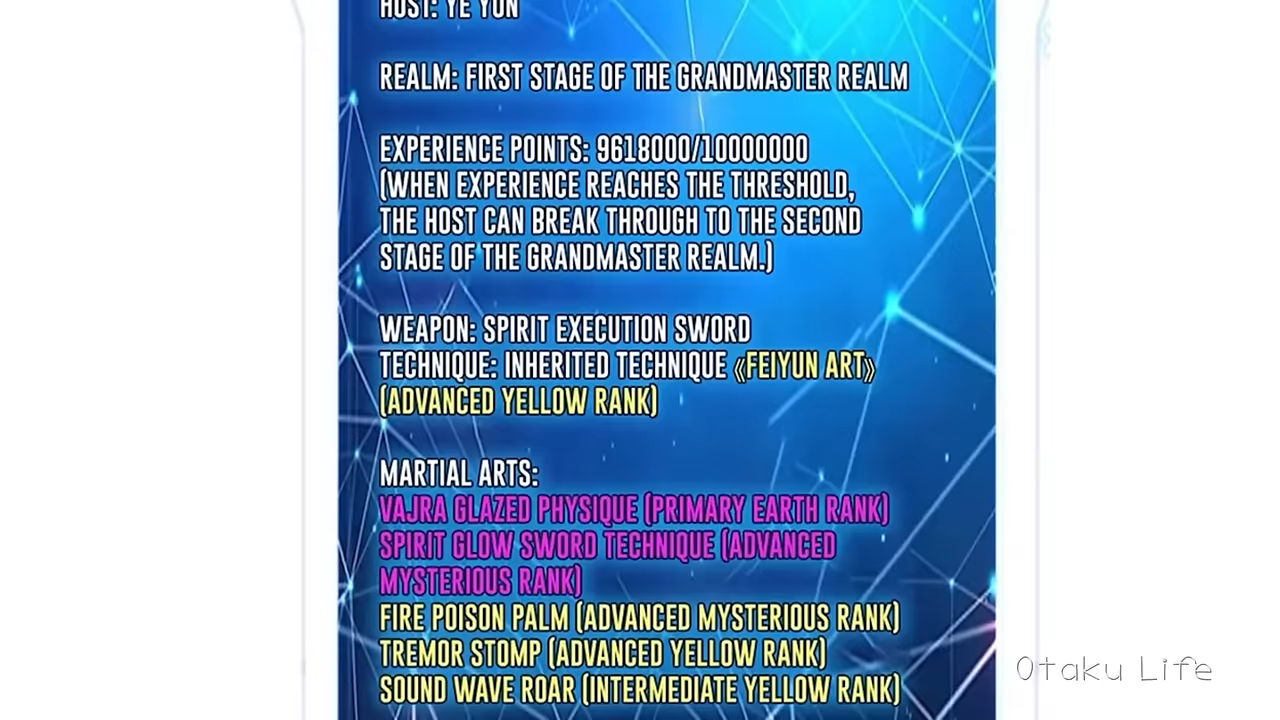 HOST: YE YUN
REALM: FIRST STAGE OF THE GRANDMASTER REALM
EXPERIENCE POINTS: 9618000/10000000
(WHEN EXPERIENCE REACHES THE THRESHOLD,
THE HOST CAN BREAK THROUGH TO THE SECOND
STAGE OF THE GRANDMASTER REALM.)
WEAPON: SPIRIT EXECUTION SWORD
TECHNIQUE: INHERITED TECHNIQUE 《FEIYUN ART》
(ADVANCED YELLOW RANK)
MARTIAL ARTS:
VAJRA GLAZED PHYSIQUE (PRIMARY EARTH RANK)
SPIRIT GLOW SWORD TECHNIQUE (ADVANCED
MYSTERIOUS RANK)
FIRE POISON PALM (ADVANCED MYSTERIOUS RANK)
TREMOR STOMP (ADVANCED YELLOW RANK)
SOUND WAVE ROAR (INTERMEDIATE YELLOW RANK)
Otaku Life